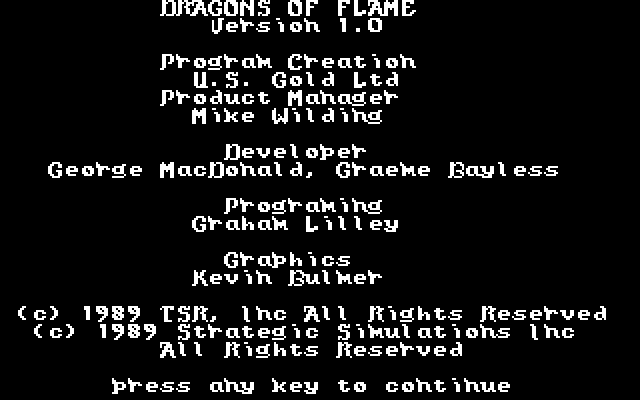 DRAGONS OF FLAME
Version 1.0
Program Creation
U.S. Gold Ltd
Product Manager
Mike Wilding
Developer
George MacDonald, Graeme Bayless
Programing
Graham Lilley
Graphics
Kevin Bulmer
(c) 1989 TSR, Inc All Rights Reserved
(c) 1989 Strategic Simulations Inc
All Rights Reserved
press any key to continue